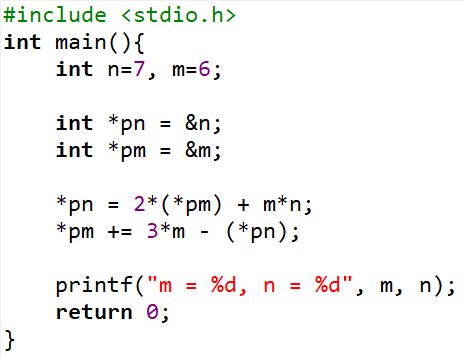 #include <stdio.h>
int main(){
    int n=7, m=6;

    int *pn = &n;
    int *pm = &m;

    *pn = 2*(*pm) + m*n;
    *pm += 3*m - (*pn);

    printf("m = %d, n = %d", m, n);
    return 0;
}